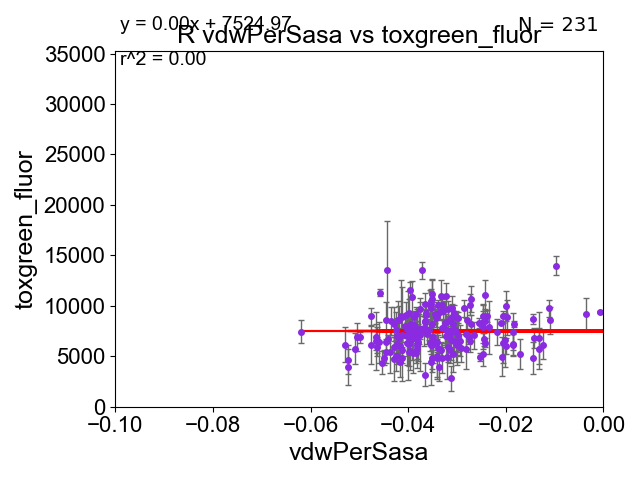 y = 0.00x + 7524.97
N = 231
R vdwPerSasa vs toxgreen_fluor
r^2 = 0.00
35000
30000
25000
20000
15000
10000
5000
0
toxgreen_fluor
−0.10
−0.08
−0.06
−0.04
−0.02
0.00
vdwPerSasa